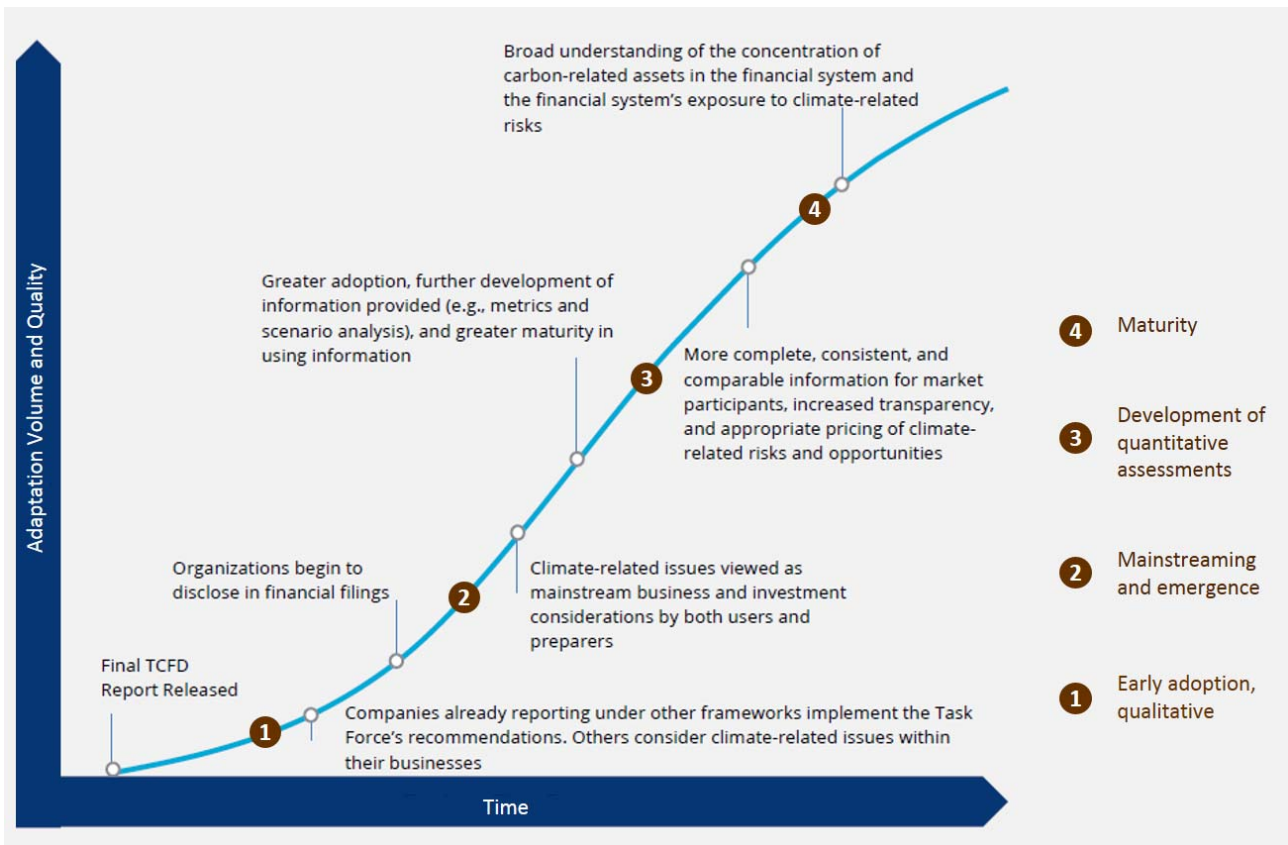 Broad understanding of the concentration of
carbon-related assets in the financial system and
the financial system's exposure to climate-related
risks
4
Greater adoption, further development of
information provided (e.g., metrics and
scenario analysis), and greater maturity in
using information
3
More complete, consistent, and
comparable information for market
participants, increased transparency,
and appropriate pricing of climate-
related risks and opportunities
Organizations begin to
disclose in financial filings
2
Climate-related issues viewed as
mainstream business and investment
considerations by both users and
preparers
Final TCFD
Report Released
1
Companies already reporting under other frameworks implement the Task
Force's recommendations. Others consider climate-related issues within
their businesses
Adaptation Volume and Quality
Time
4 Maturity
3 Development of
quantitative
assessments
2 Mainstreaming
and emergence
1 Early adoption,
qualitative